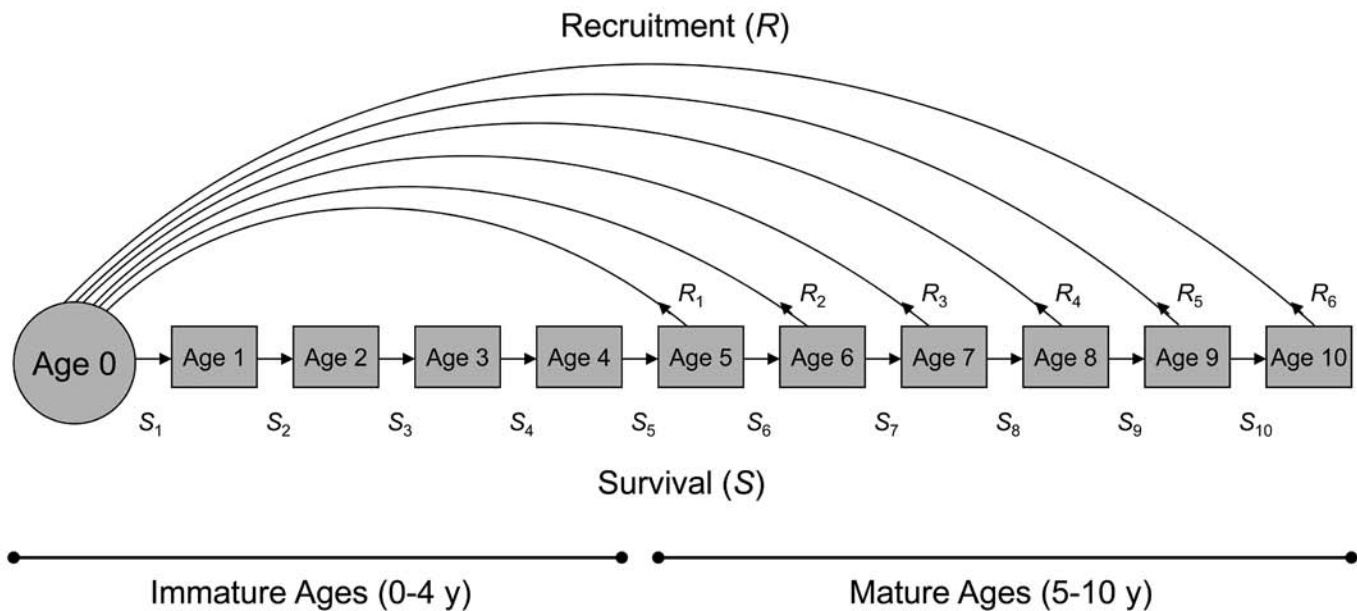 Recruitment (R)
R1 R2 R3 R4 R5 R6
Age 0 Age 1 Age 2 Age 3 Age 4 Age 5 Age 6 Age 7 Age 8 Age 9 Age 10
S1 S2 S3 S4 S5 S6 S7 S8 S9 S10
Survival (S)
Immature Ages (0-4 y) Mature Ages (5-10 y)